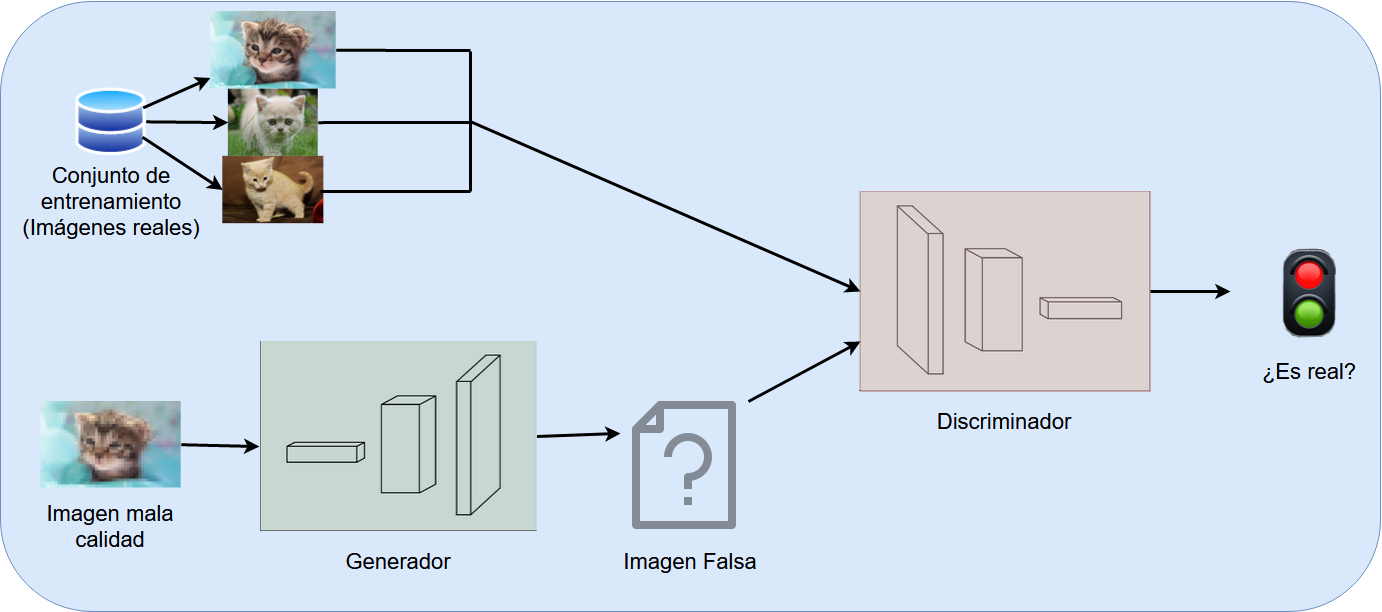 Conjunto de
entrenamiento
(Imágenes reales)
Imagen mala
calidad
Generador
?
Imagen Falsa
Discriminador
¿Es real?